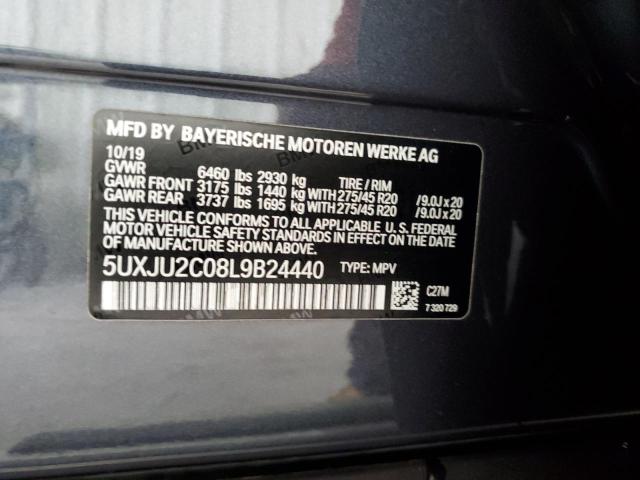 MFD BY BAYERISCHE MOTOREN WERKE AG
10/19
GVWR 6460 lbs 2930 kg TIRE / RIM
GAWR FRONT 3175 lbs 1440 kg WITH 275/45 R20 /9.0J x 20
GAWR REAR 3737 lbs 1695 kg WITH 275/45 R20 /9.0J x 20
THIS VEHICLE CONFORMS TO ALL APPLICABLE U.S. FEDERAL
MOTOR VEHICLE SAFETY STANDARDS IN EFFECT ON THE DATE
OF MANUFACTURE SHOWN ABOVE.
5UXJU2C08L9B24440 TYPE: MPV
C27M
7 320 729